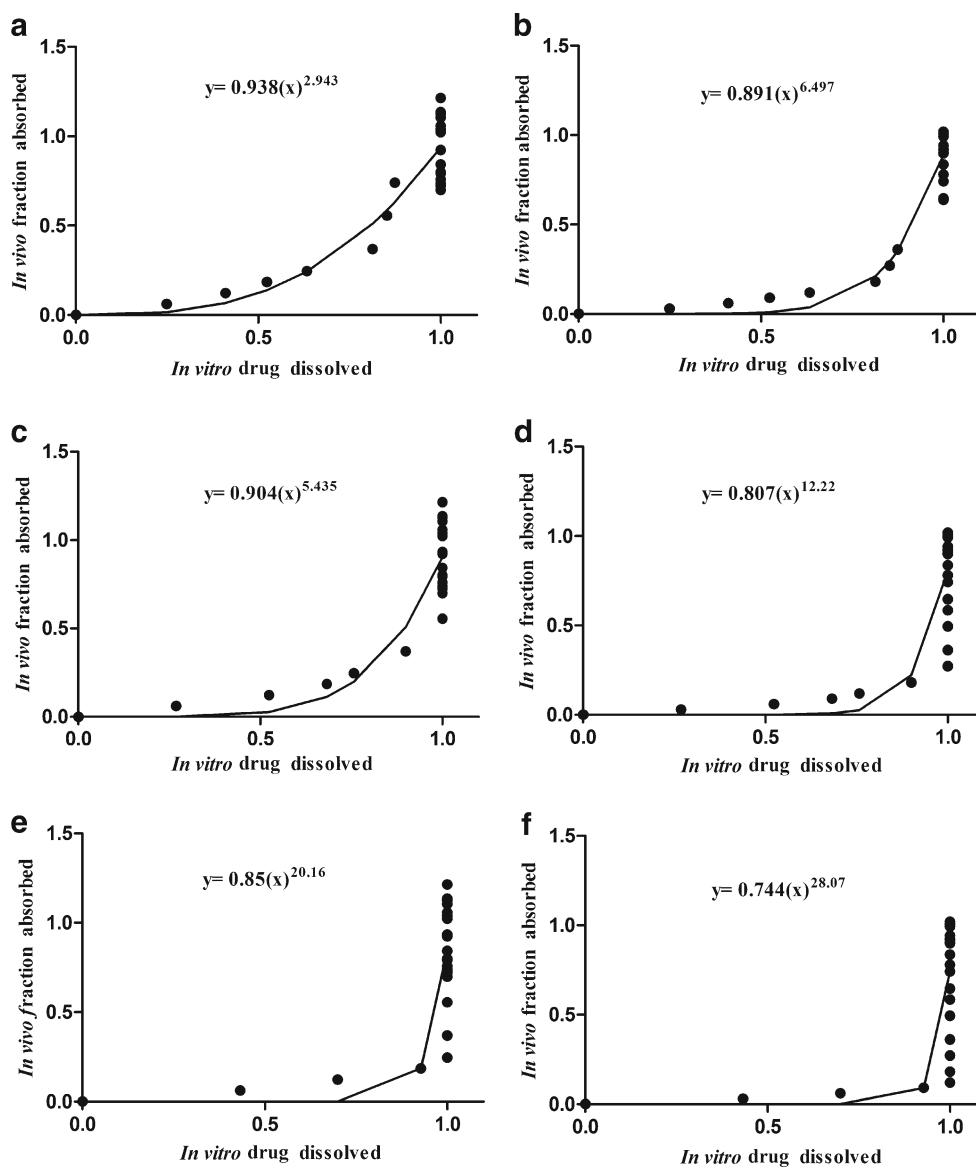 a
1.5
y= 0.938(x)^2.943
1.0
0.5
0.0
0.0 0.5 1.0
In vivo fraction absorbed
In vitro drug dissolved
b
1.5
y= 0.891(x)^6.497
1.0
0.5
0.0
0.0 0.5 1.0
In vivo fraction absorbed
In vitro drug dissolved
c
1.5
y= 0.904(x)^5.435
1.0
0.5
0.0
0.0 0.5 1.0
In vivo fraction absorbed
In vitro drug dissolved
d
1.5
y= 0.807(x)^12.22
1.0
0.5
0.0
0.0 0.5 1.0
In vivo fraction absorbed
In vitro drug dissolved
e
1.5
y= 0.85(x)^20.16
1.0
0.5
0.0
0.0 0.5 1.0
In vivo fraction absorbed
In vitro drug dissolved
f
1.5
y= 0.744(x)^28.07
1.0
0.5
0.0
0.0 0.5 1.0
In vivo fraction absorbed
In vitro drug dissolved